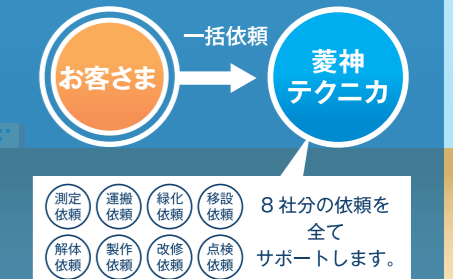 一括依頼
お客さま
菱神
テクニカ
測定
依頼
運搬
依頼
緑化
依頼
移設
依頼
解体
依頼
製作
依頼
改修
依頼
点検
依頼
8社分の依頼を
全て
サポートします。